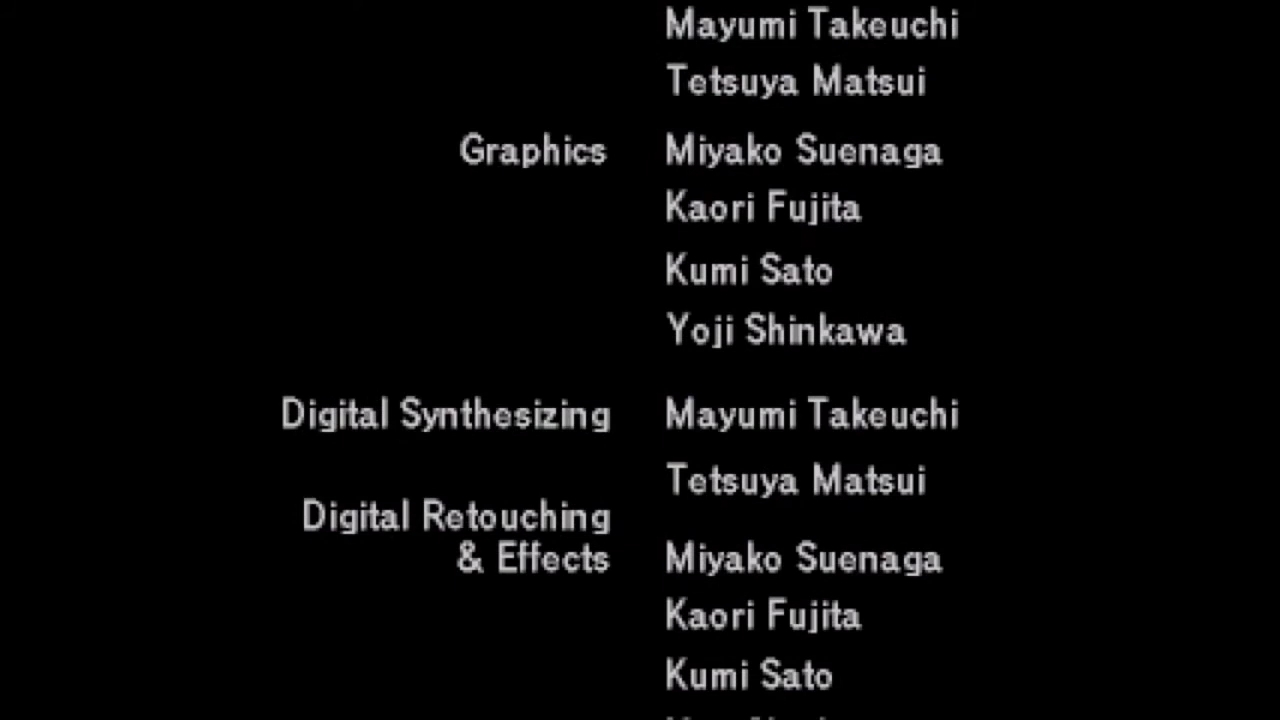 Mayumi Takeuchi
Tetsuya Matsui
Graphics Miyako Suenaga
Kaori Fujita
Kumi Sato
Yoji Shinkawa
Digital Synthesizing Mayumi Takeuchi
Tetsuya Matsui
Digital Retouching
& Effects Miyako Suenaga
Kaori Fujita
Kumi Sato